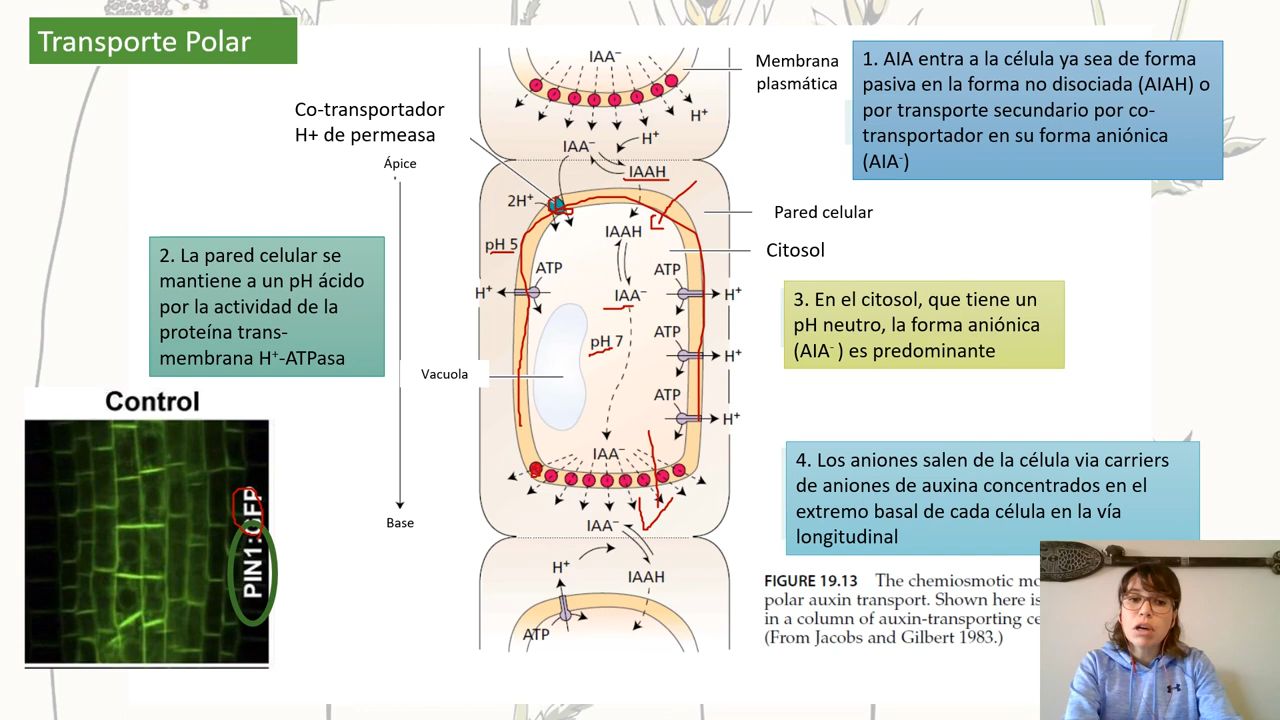 Transporte Polar
IAA⁻
Membrana
plasmática
1. AIA entra a la célula ya sea de forma
pasiva en la forma no disociada (AIAH) o
por transporte secundario por co-
transportador en su forma aniónica
(AIA⁻)
Co-transportador
H+ de permeasa
H⁺
H⁺
IAA⁻
IAAH
Ápice
2H⁺
Pared celular
IAAH
pH 5
Citosol
2. La pared celular se
mantiene a un pH ácido
por la actividad de la
proteína trans-
membrana H⁺-ATPasa
ATP
ATP
H⁺
IAA⁻
H⁺
3. En el citosol, que tiene un
pH neutro, la forma aniónica
(AIA⁻ ) es predominante
ATP
pH 7
H⁺
Vacuola
ATP
H⁺
Control
PIN1:GFP
IAA⁻
4. Los aniones salen de la célula via carriers
de aniones de auxina concentrados en el
extremo basal de cada célula en la vía
longitudinal
Base
IAA⁻
H⁺
IAAH
ATP
FIGURE 19.13 The chemiosmotic
polar auxin transport. Shown here is
in a column of auxin-transporting
(From Jacobs and Gilbert 1983.)